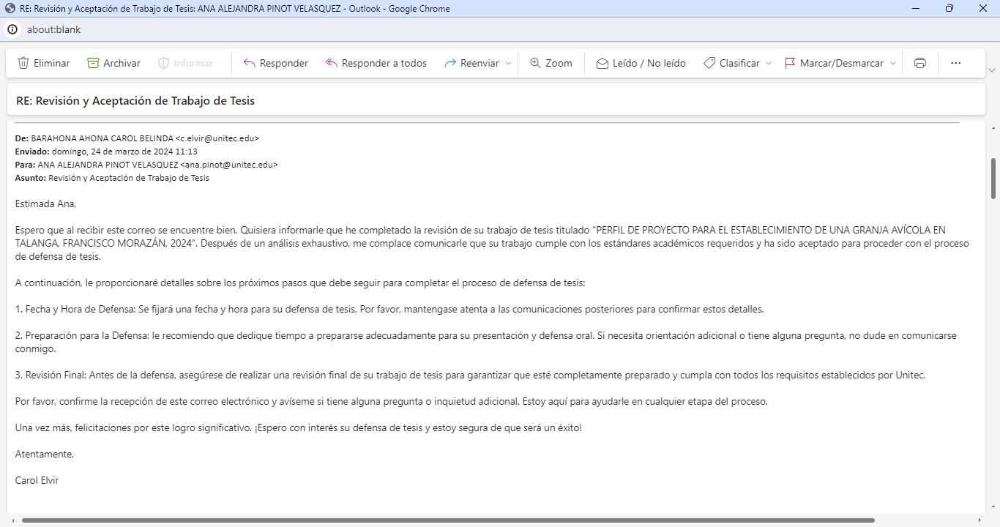 RE: Revisión y Aceptación de Trabajo de Tesis: ANA ALEJANDRA PINOT VELASQUEZ - Outlook - Google Chrome
about:blank
Eliminar Archivar Informar Responder Responder a todos Reenviar Zoom Leído / No leído Clasificar Marcar/Desmarcar ...
RE: Revisión y Aceptación de Trabajo de Tesis
De: BARAHONA AHONA CAROL BELINDA <c.elvir@unitec.edu>
Enviado: domingo, 24 de marzo de 2024 11:13
Para: ANA ALEJANDRA PINOT VELASQUEZ <ana.pinot@unitec.edu>
Asunto: Revisión y Aceptación de Trabajo de Tesis
Estimada Ana,
Espero que al recibir este correo se encuentre bien. Quisiera informarle que he completado la revisión de su trabajo de tesis titulado "PERFIL DE PROYECTO PARA EL ESTABLECIMIENTO DE UNA GRANJA AVÍCOLA EN
TALANGA, FRANCISCO MORAZÁN, 2024". Después de un análisis exhaustivo, me complace comunicarle que su trabajo cumple con los estándares académicos requeridos y ha sido aceptado para proceder con el proceso
de defensa de tesis.
A continuación, le proporcionaré detalles sobre los próximos pasos que debe seguir para completar el proceso de defensa de tesis:
1. Fecha y Hora de Defensa: Se fijará una fecha y hora para su defensa de tesis. Por favor, mantengase atenta a las comunicaciones posteriores para confirmar estos detalles.
2. Preparación para la Defensa: le recomiendo que dedique tiempo a prepararse adecuadamente para su presentación y defensa oral. Si necesita orientación adicional o tiene alguna pregunta, no dude en comunicarse
conmigo.
3. Revisión Final: Antes de la defensa, asegúrese de realizar una revisión final de su trabajo de tesis para garantizar que esté completamente preparado y cumpla con todos los requisitos establecidos por Unitec.
Por favor, confirme la recepción de este correo electrónico y avíseme si tiene alguna pregunta o inquietud adicional. Estoy aquí para ayudarle en cualquier etapa del proceso.
Una vez más, felicitaciones por este logro significativo. ¡Espero con interés su defensa de tesis y estoy segura de que será un éxito!
Atentamente,
Carol Elvir